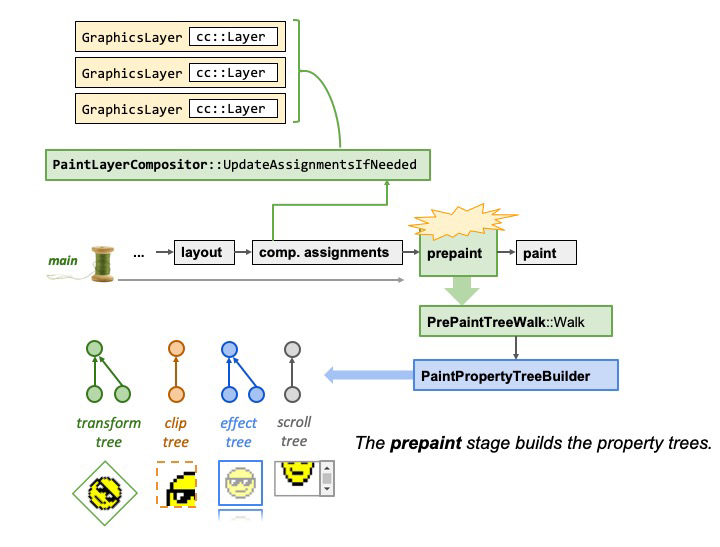 GraphicsLayer cc::Layer
GraphicsLayer cc::Layer
GraphicsLayer cc::Layer
PaintLayerCompositor::UpdateAssignmentsIfNeeded
main
...
layout
comp. assignments
prepaint
paint
PrePaintTreeWalk::Walk
PaintPropertyTreeBuilder
transform
tree
clip
tree
effect
tree
scroll
tree
The prepaint stage builds the property trees.